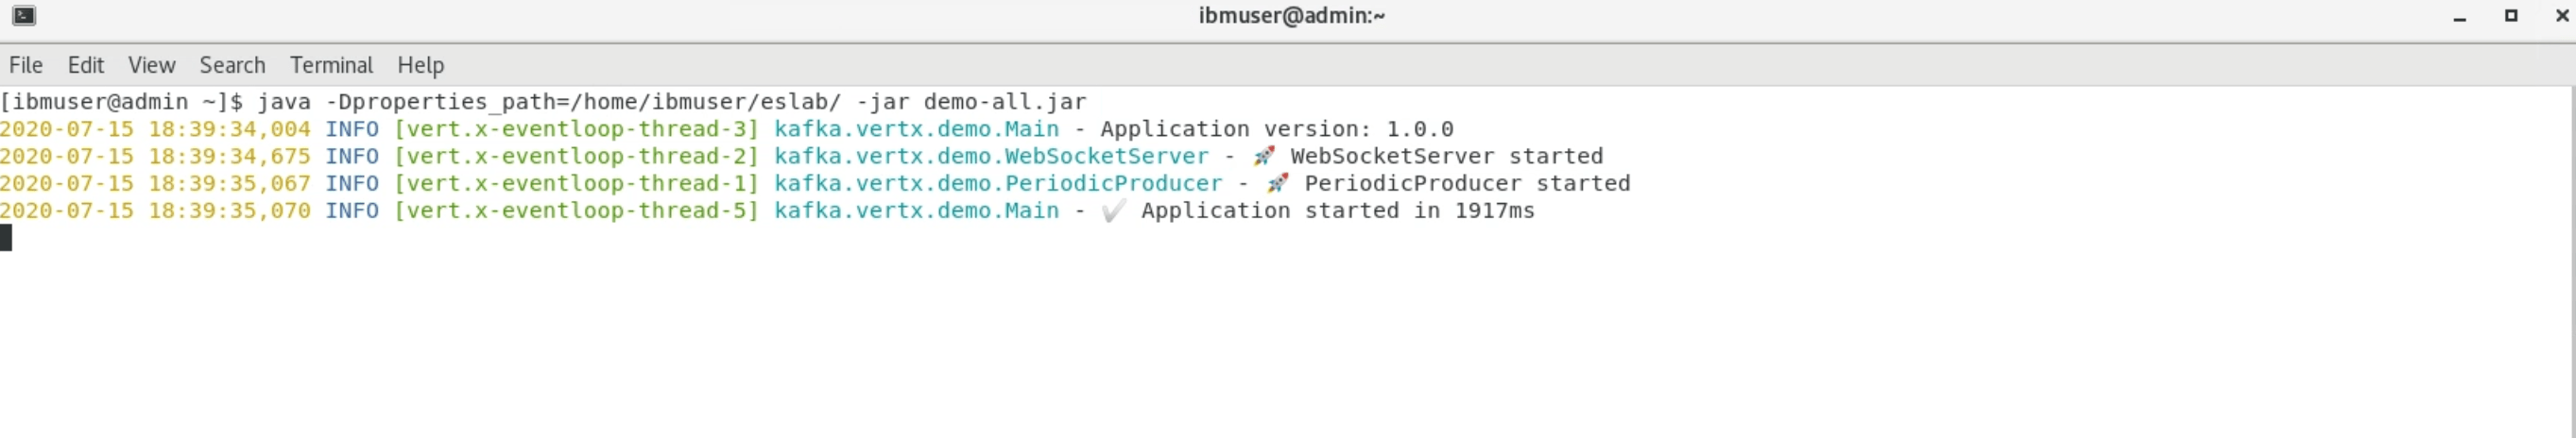 ibmuser@admin:~
File Edit View Search Terminal Help
[ibmuser@admin ~]$ java -Dproperties_path=/home/ibmuser/eslab/ -jar demo-all.jar
2020-07-15 18:39:34,004 INFO [vert.x-eventloop-thread-3] kafka.vertx.demo.Main - Application version: 1.0.0
2020-07-15 18:39:34,675 INFO [vert.x-eventloop-thread-2] kafka.vertx.demo.WebSocketServer - 🚀 WebSocketServer started
2020-07-15 18:39:35,067 INFO [vert.x-eventloop-thread-1] kafka.vertx.demo.PeriodicProducer - 🚀 PeriodicProducer started
2020-07-15 18:39:35,070 INFO [vert.x-eventloop-thread-5] kafka.vertx.demo.Main - ✔ Application started in 1917ms